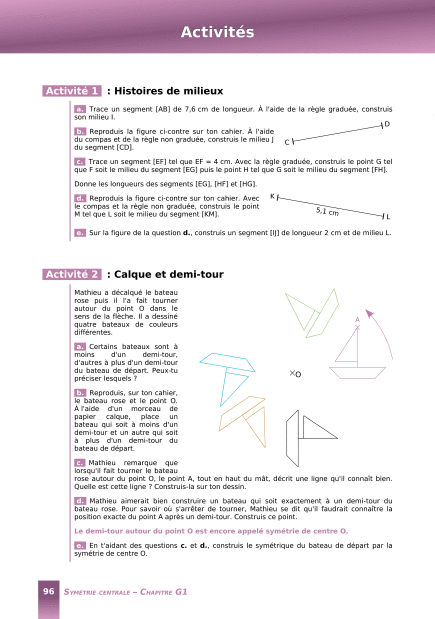 Activités
Activité 1 : Histoires de milieux
a. Trace un segment [AB] de 7,6 cm de longueur. À l'aide de la règle graduée, construis
son milieu I.
b. Reproduis la figure ci-contre sur ton cahier. À l'aide
du compas et de la règle non graduée, construis le milieu J
du segment [CD].
C
D
c. Trace un segment [EF] tel que EF = 4 cm. Avec la règle graduée, construis le point G tel
que F soit le milieu du segment [EG] puis le point H tel que G soit le milieu du segment [FH].
Donne les longueurs des segments [EG], [HF] et [HG].
d. Reproduis la figure ci-contre sur ton cahier. Avec
le compas et la règle non graduée, construis le point
M tel que L soit le milieu du segment [KM].
K
5,1 cm
L
e. Sur la figure de la question d., construis un segment [IJ] de longueur 2 cm et de milieu L.
Activité 2 : Calque et demi-tour
Mathieu a décalqué le bateau
rose puis il l'a fait tourner
autour du point O dans le
sens de la flèche. Il a dessiné
quatre bateaux de couleurs
différentes.
a. Certains bateaux sont à
moins d'un demi-tour,
d'autres à plus d'un demi-tour
du bateau de départ. Peux-tu
préciser lesquels ?
b. Reproduis, sur ton cahier,
le bateau rose et le point O.
À l'aide d'un morceau de
papier calque, place un
bateau qui soit à moins d'un
demi-tour et un autre qui soit
à plus d'un demi-tour du
bateau de départ.
A
O
c. Mathieu remarque que
lorsqu'il fait tourner le bateau
rose autour du point O, le point A, tout en haut du mât, décrit une ligne qu'il connaît bien.
Quelle est cette ligne ? Construis-la sur ton dessin.
d. Mathieu aimerait bien construire un bateau qui soit exactement à un demi-tour du
bateau rose. Pour savoir où s'arrêter de tourner, Mathieu se dit qu'il faudrait connaître la
position exacte du point A après un demi-tour. Construis ce point.
Le demi-tour autour du point O est encore appelé symétrie de centre O.
e. En t'aidant des questions c. et d., construis le symétrique du bateau de départ par la
symétrie de centre O.
96 Symétrie centrale – Chapitre G1